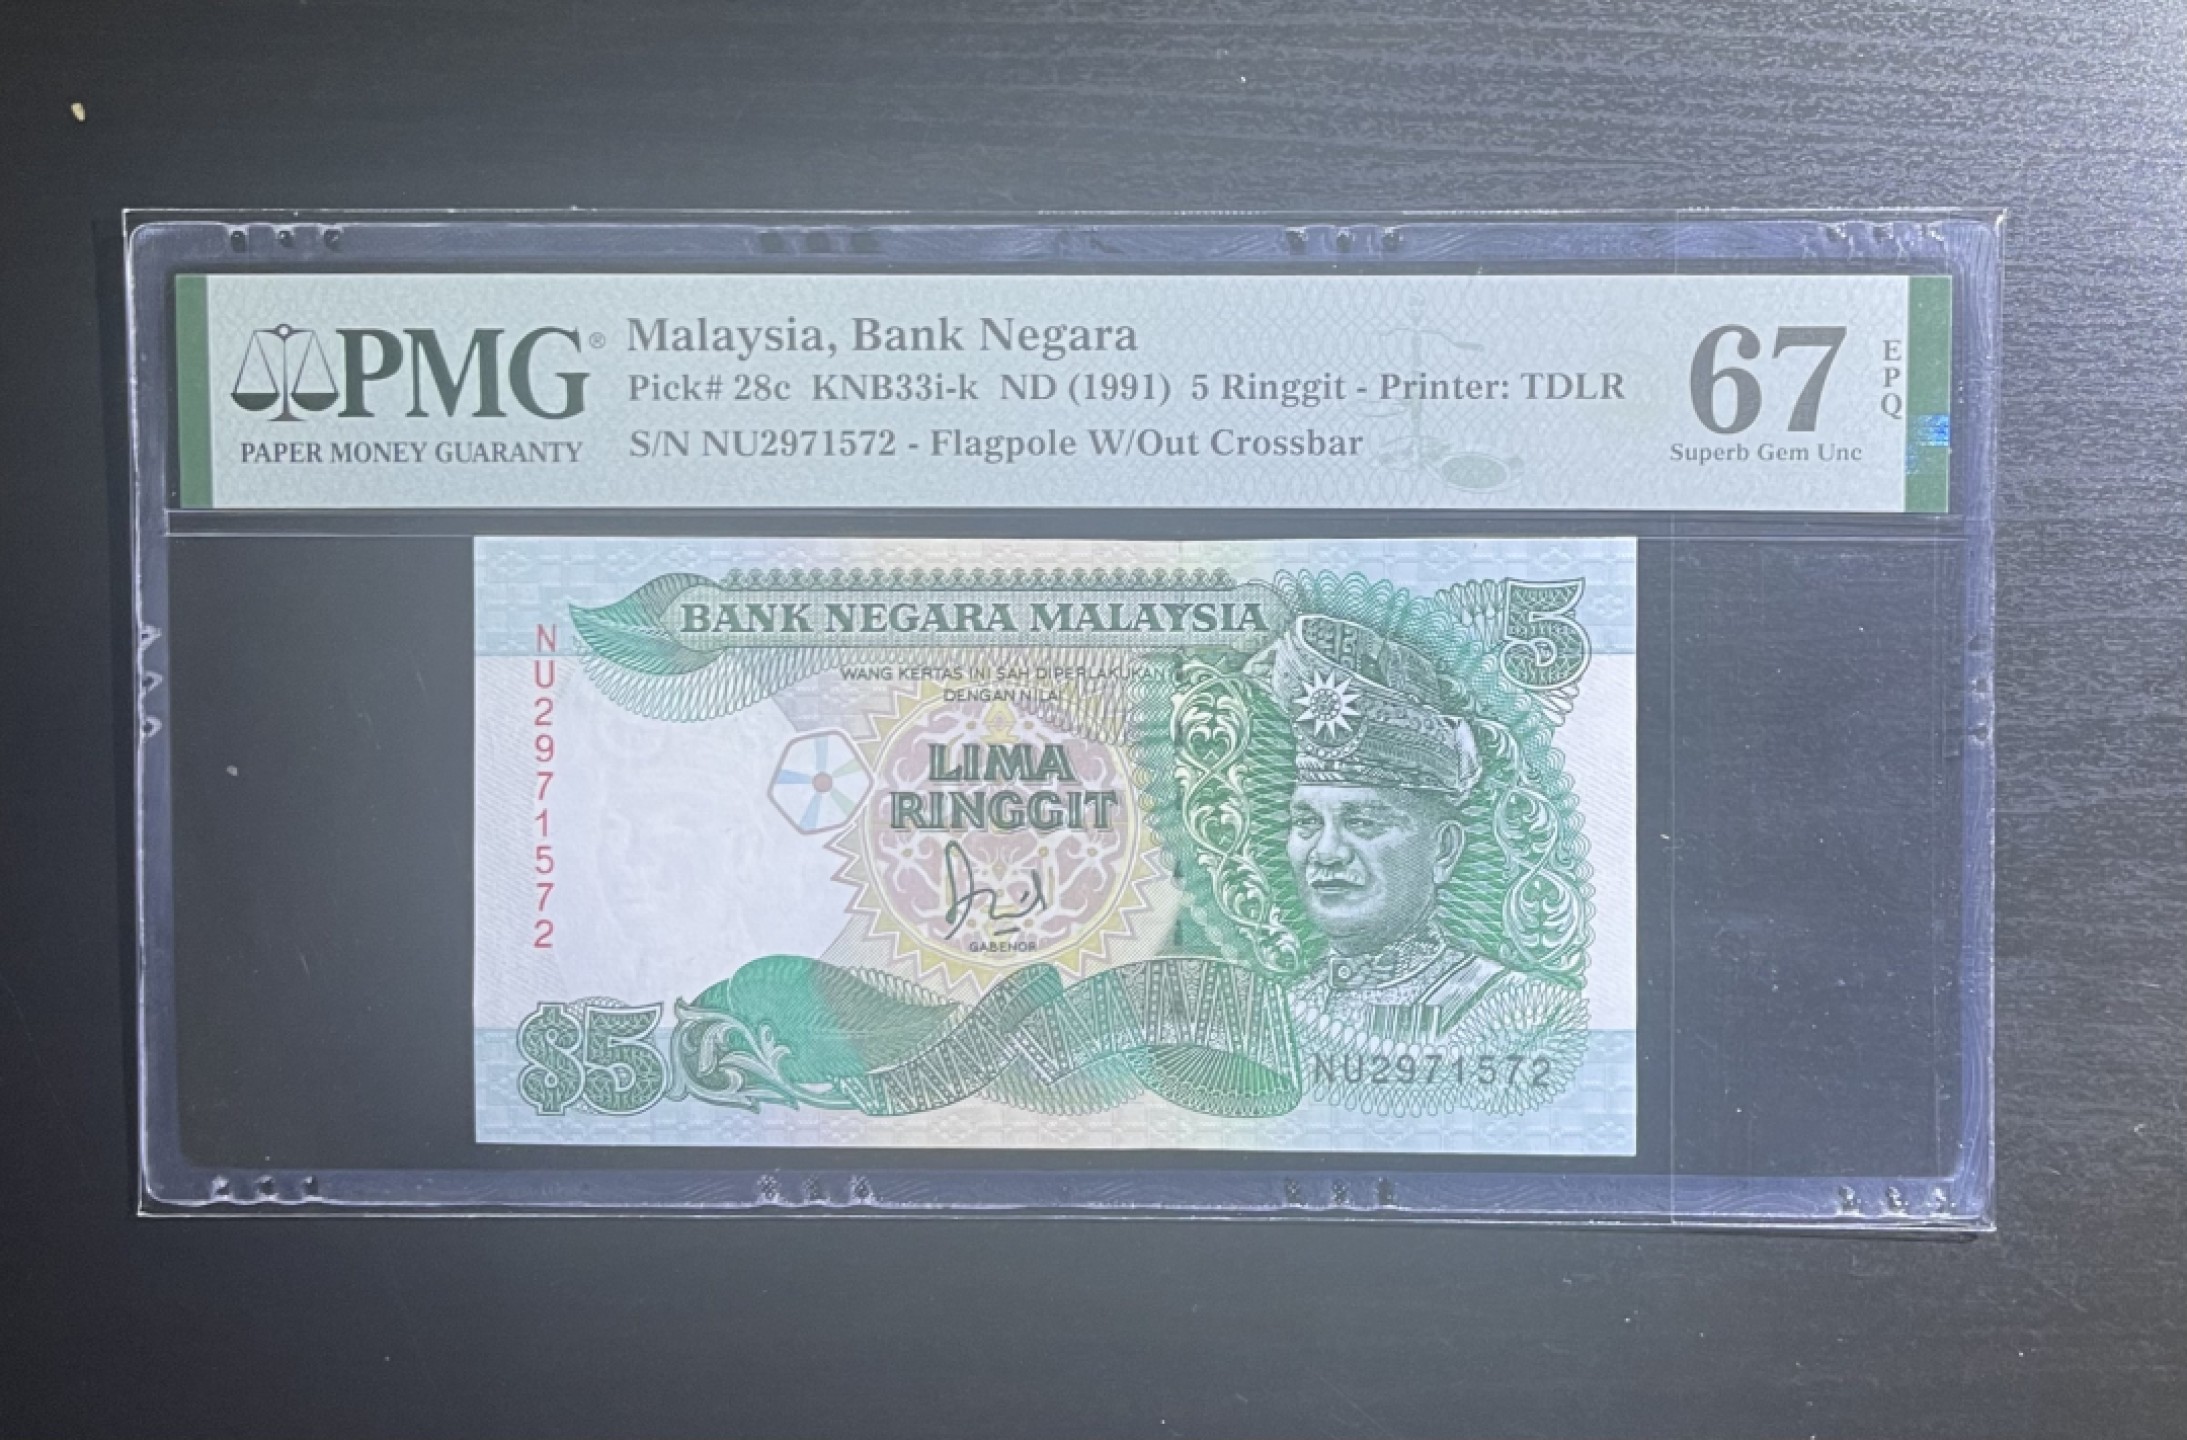 PMG®
PAPER MONEY GUARANTY
Malaysia, Bank Negara
Pick# 28c KNB33i-k ND (1991) 5 Ringgit - Printer: TDLR
S/N NU2971572 - Flagpole W/Out Crossbar
67
EPQ
Superb Gem Unc
BANK NEGARA MALAYSIA
5
NU2971572
WANG KERTAS INI SAH DIPERLAKUKAN
DENGAN NILAI
LIMA
RINGGIT
GABENOR
$5
NU2971572